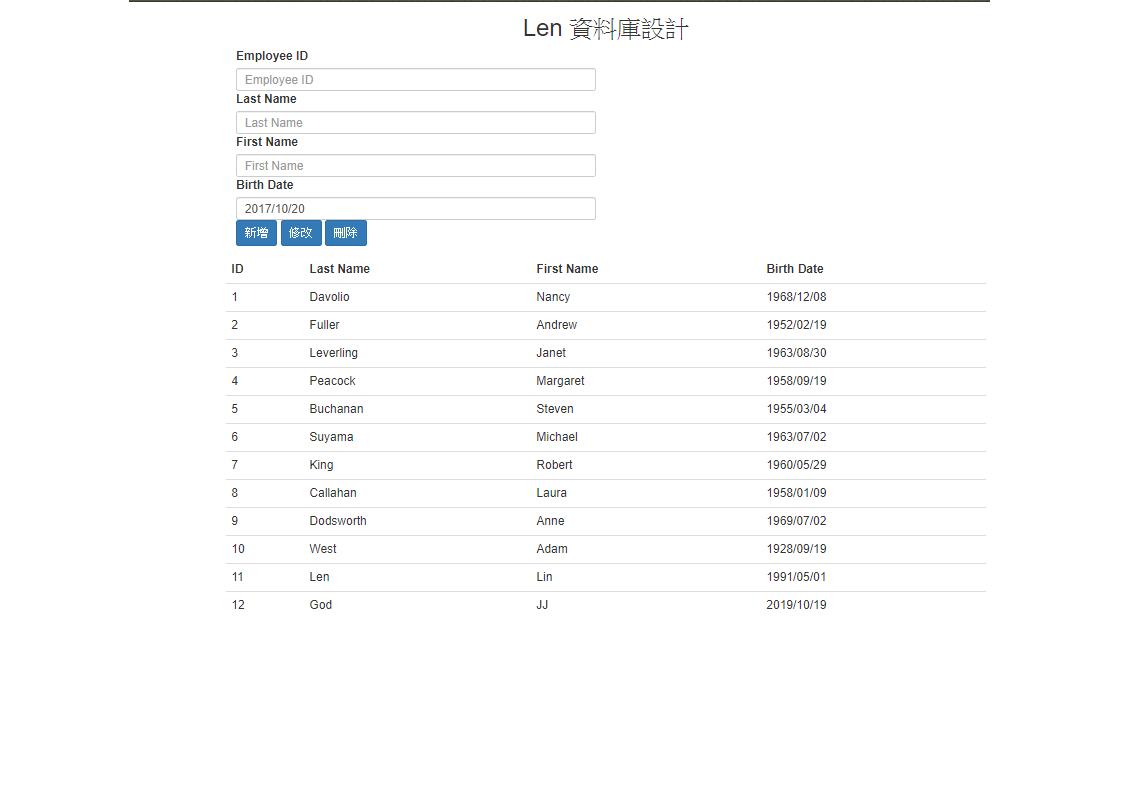 Len 資料庫設計
Employee ID
Employee ID
Last Name
Last Name
First Name
First Name
Birth Date
2017/10/20
新增 修改 刪除
ID Last Name First Name Birth Date
1 Davolio Nancy 1968/12/08
2 Fuller Andrew 1952/02/19
3 Leverling Janet 1963/08/30
4 Peacock Margaret 1958/09/19
5 Buchanan Steven 1955/03/04
6 Suyama Michael 1963/07/02
7 King Robert 1960/05/29
8 Callahan Laura 1958/01/09
9 Dodsworth Anne 1969/07/02
10 West Adam 1928/09/19
11 Len Lin 1991/05/01
12 God JJ 2019/10/19